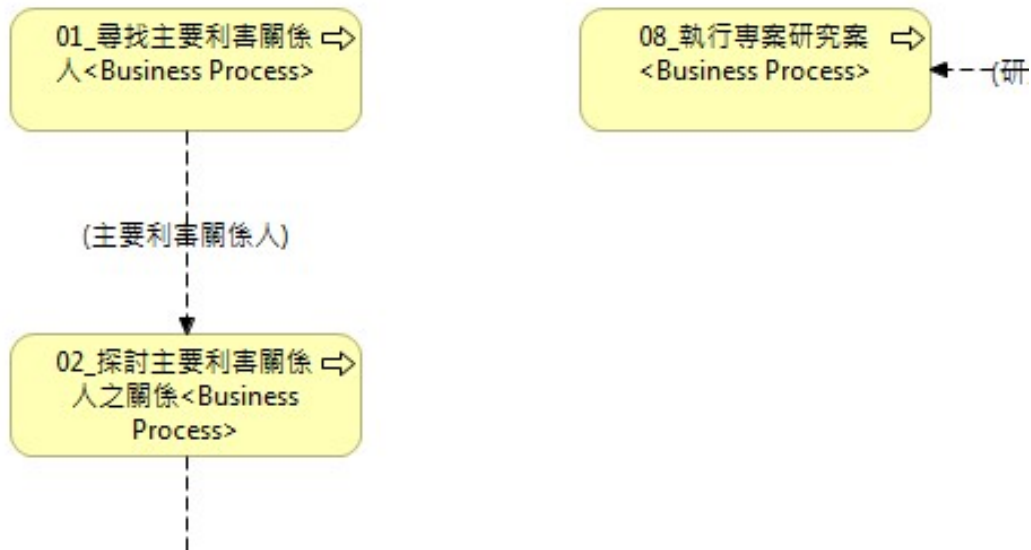 01_尋找主要利害關係
人<Business Process>
08_執行專案研究案
<Business Process>
(研
(主要利害關係人)
02_探討主要利害關係
人之關係<Business
Process>